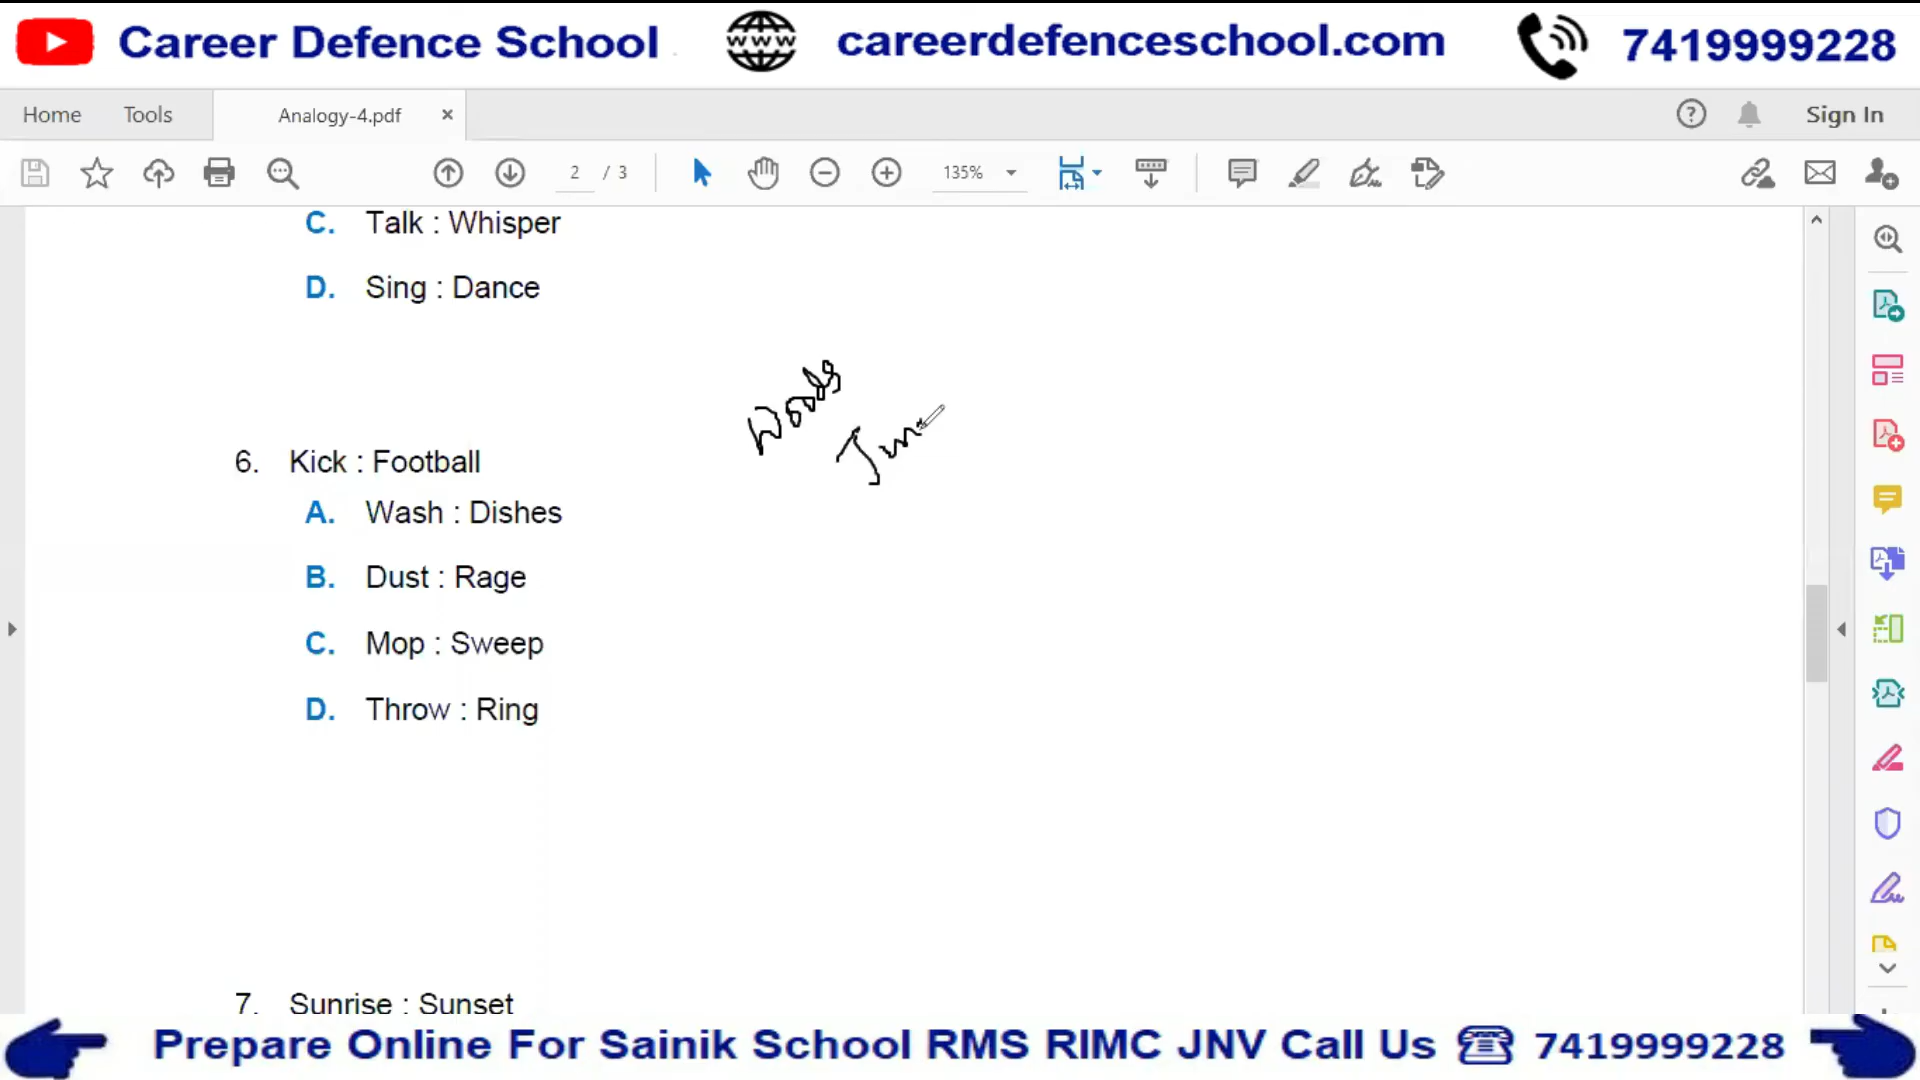 Career Defence School
www
careerdefenceschool.com
7419999228
Home Tools Analogy-4.pdf × ? Sign In
2 / 3 135%
C. Talk : Whisper
D. Sing : Dance
6. Kick : Football
A. Wash : Dishes
B. Dust : Rage
C. Mop : Sweep
D. Throw : Ring
7. Sunrise : Sunset
Prepare Online For Sainik School RMS RIMC JNV Call Us 7419999228